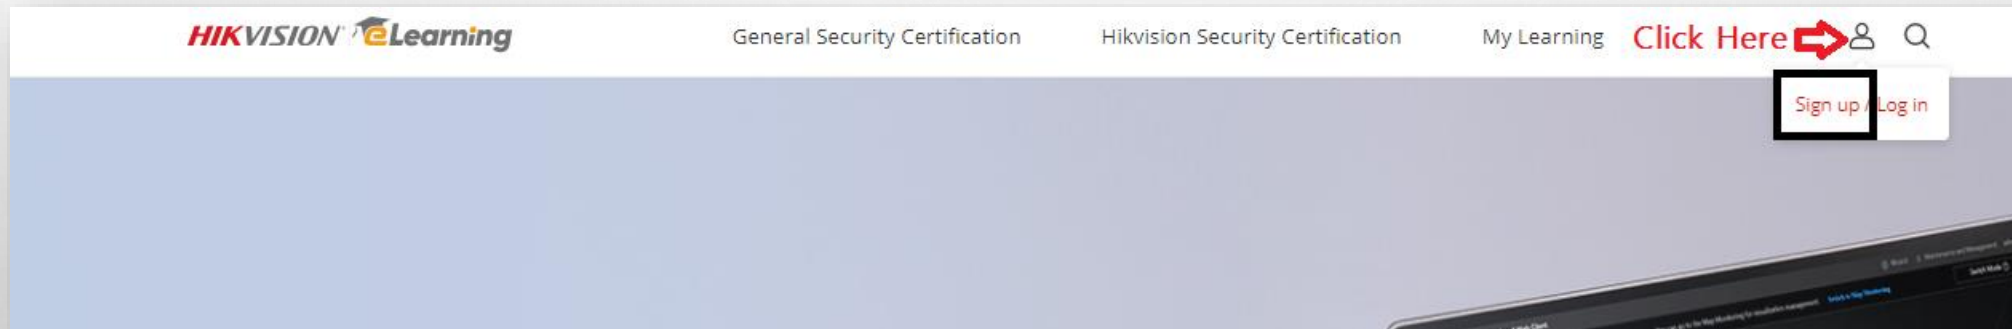 HIKVISION eLearning
General Security Certification
Hikvision Security Certification
My Learning
Click Here
Sign up / Log in